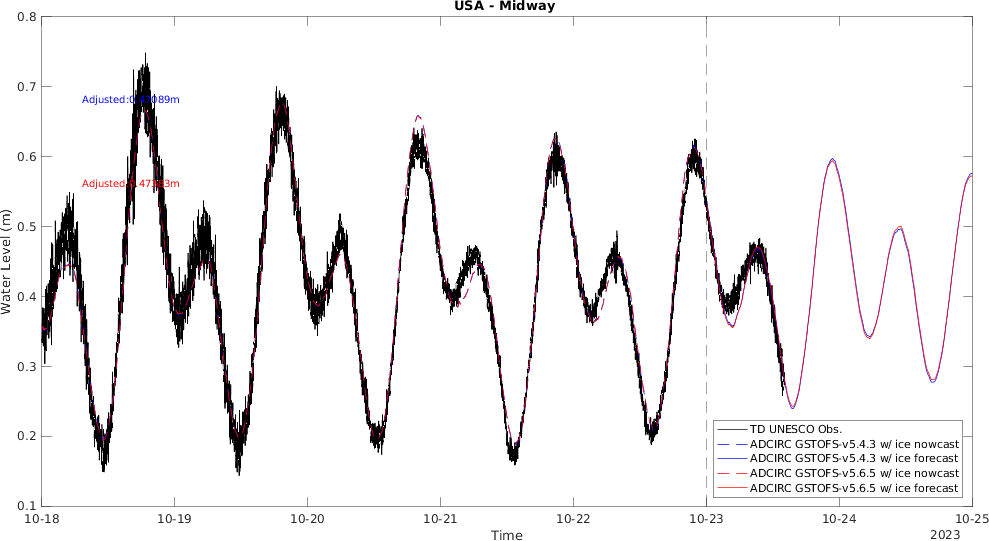 USA - Midway
0.8
0.7
0.6
0.5
0.4
0.3
0.2
0.1
Water Level (m)
Adjusted:
Adjusted:
10-18
10-19
10-20
10-21
10-22
10-23
10-24
10-25
Time
2023
TD UNESCO Obs.
ADCIRC GSTOFS-v5.4.3 w/ ice nowcast
ADCIRC GSTOFS-v5.4.3 w/ ice forecast
ADCIRC GSTOFS-v5.6.5 w/ ice nowcast
ADCIRC GSTOFS-v5.6.5 w/ ice forecast